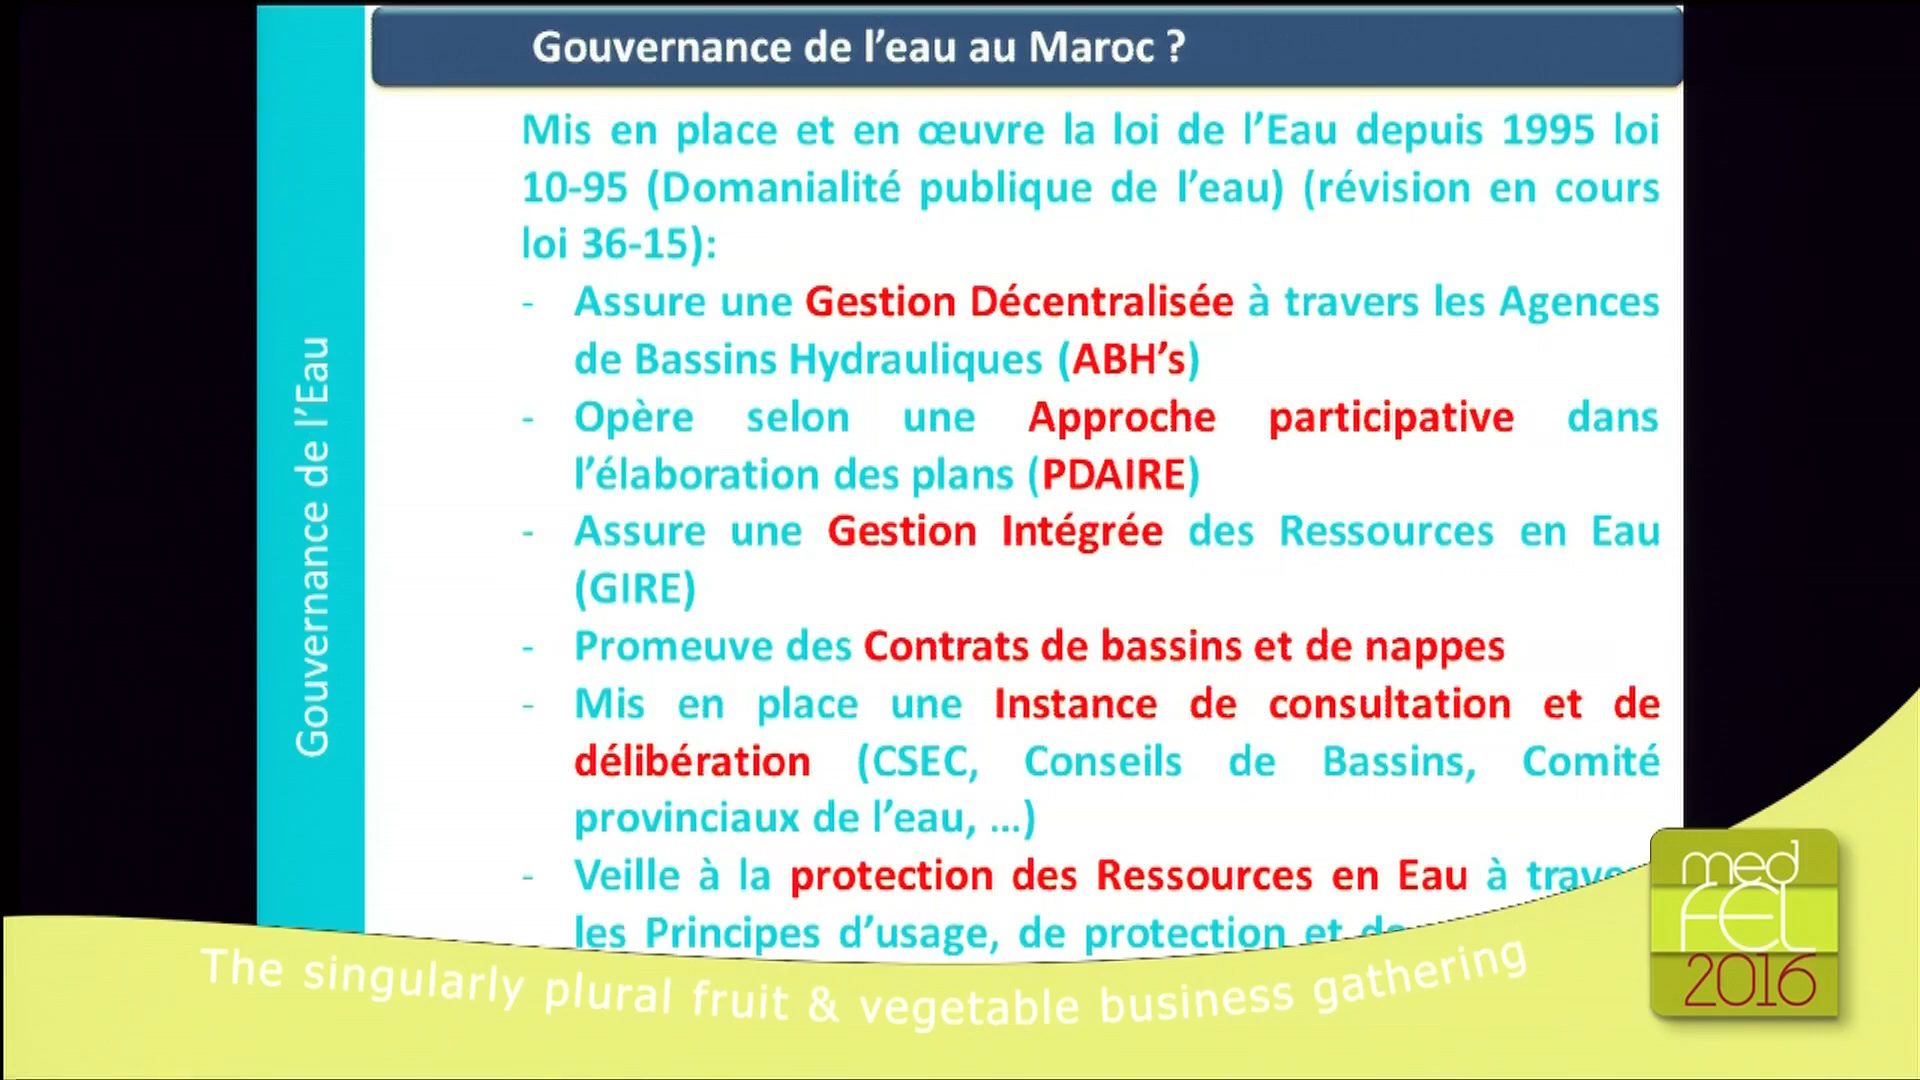 Gouvernance de l’eau au Maroc ?
Gouvernance de l’Eau
Mis en place et en œuvre la loi de l’Eau depuis 1995 loi
10-95 (Domanialité publique de l’eau) (révision en cours
loi 36-15):
- Assure une Gestion Décentralisée à travers les Agences
de Bassins Hydrauliques (ABH’s)
- Opère selon une Approche participative dans
l’élaboration des plans (PDAIRE)
- Assure une Gestion Intégrée des Ressources en Eau
(GIRE)
- Promeuve des Contrats de bassins et de nappes
- Mis en place une Instance de consultation et de
délibération (CSEC, Conseils de Bassins, Comité
provinciaux de l’eau, ...)
- Veille à la protection des Ressources en Eau à
les Principes d’usage, de protection et
The singularly plural fruit & vegetable business gathering
med
FEL
2016